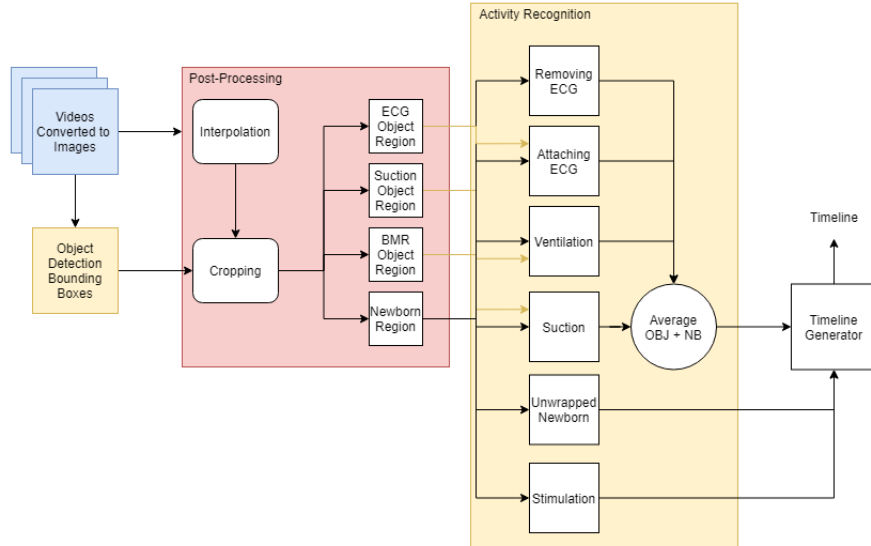 Activity Recognition
Post-Processing
Videos
Converted to
Images
Interpolation
ECG
Object
Region
Removing
ECG
Attaching
ECG
Suction
Object
Region
Object
Detection
Bounding
Boxes
Cropping
BMR
Object
Region
Ventilation
Timeline
Newborn
Region
Suction
Average
OBJ + NB
Timeline
Generator
Unwrapped
Newborn
Stimulation